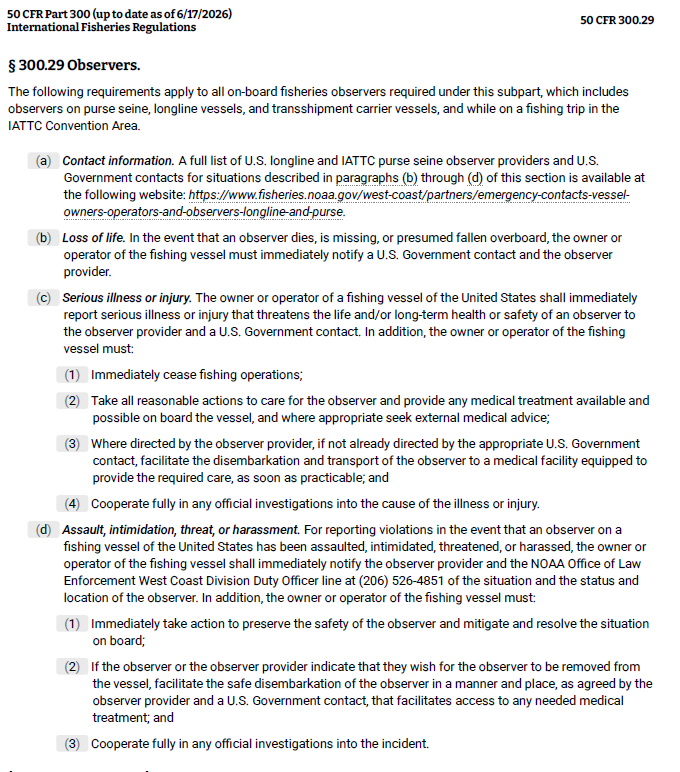 50 CFR Part 300 (up to date as of 6/17/2026)
International Fisheries Regulations
50 CFR 300.29
§ 300.29 Observers.
The following requirements apply to all on-board fisheries observers required under this subpart, which includes
observers on purse seine, longline vessels, and transshipment carrier vessels, and while on a fishing trip in the
IATTC Convention Area.
(a) Contact information. A full list of U.S. longline and IATTC purse seine observer providers and U.S.
Government contacts for situations described in paragraphs (b) through (d) of this section is available at
the following website: https://www.fisheries.noaa.gov/west-coast/partners/emergency-contacts-vessel-
owners-operators-and-observers-longline-and-purse.
(b) Loss of life. In the event that an observer dies, is missing, or presumed fallen overboard, the owner or
operator of the fishing vessel must immediately notify a U.S. Government contact and the observer
provider.
(c) Serious illness or injury. The owner or operator of a fishing vessel of the United States shall immediately
report serious illness or injury that threatens the life and/or long-term health or safety of an observer to
the observer provider and a U.S. Government contact. In addition, the owner or operator of the fishing
vessel must:
(1) Immediately cease fishing operations;
(2) Take all reasonable actions to care for the observer and provide any medical treatment available and
possible on board the vessel, and where appropriate seek external medical advice;
(3) Where directed by the observer provider, if not already directed by the appropriate U.S. Government
contact, facilitate the disembarkation and transport of the observer to a medical facility equipped to
provide the required care, as soon as practicable; and
(4) Cooperate fully in any official investigations into the cause of the illness or injury.
(d) Assault, intimidation, threat, or harassment. For reporting violations in the event that an observer on a
fishing vessel of the United States has been assaulted, intimidated, threatened, or harassed, the owner or
operator of the fishing vessel shall immediately notify the observer provider and the NOAA Office of Law
Enforcement West Coast Division Duty Officer line at (206) 526-4851 of the situation and the status and
location of the observer. In addition, the owner or operator of the fishing vessel must:
(1) Immediately take action to preserve the safety of the observer and mitigate and resolve the situation
on board;
(2) If the observer or the observer provider indicate that they wish for the observer to be removed from
the vessel, facilitate the safe disembarkation of the observer in a manner and place, as agreed by the
observer provider and a U.S. Government contact, that facilitates access to any needed medical
treatment; and
(3) Cooperate fully in any official investigations into the incident.